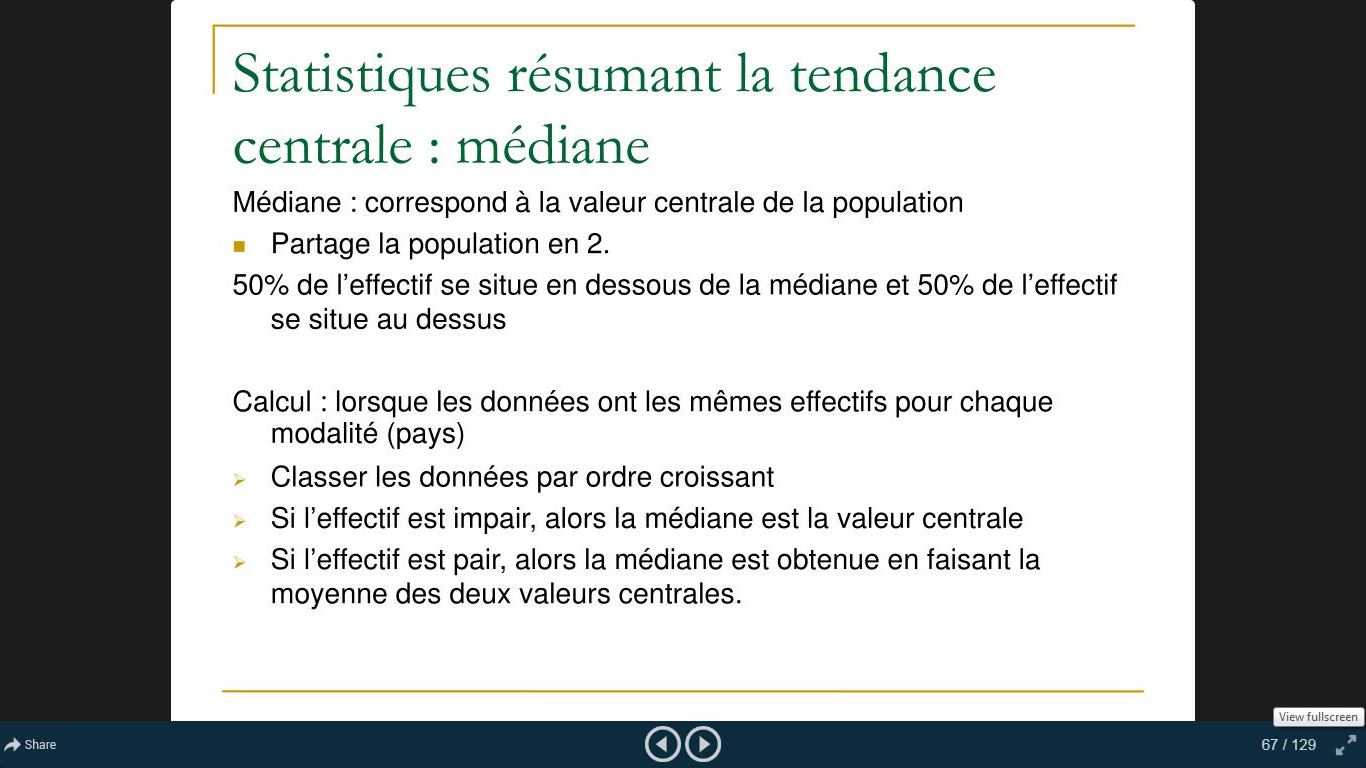 Statistiques résumant la tendance
centrale : médiane
Médiane : correspond à la valeur centrale de la population
Partage la population en 2.
50% de l’effectif se situe en dessous de la médiane et 50% de l’effectif
se situe au dessus
Calcul : lorsque les données ont les mêmes effectifs pour chaque
modalité (pays)
Classer les données par ordre croissant
Si l’effectif est impair, alors la médiane est la valeur centrale
Si l’effectif est pair, alors la médiane est obtenue en faisant la
moyenne des deux valeurs centrales.
View fullscreen
Share
67 / 129